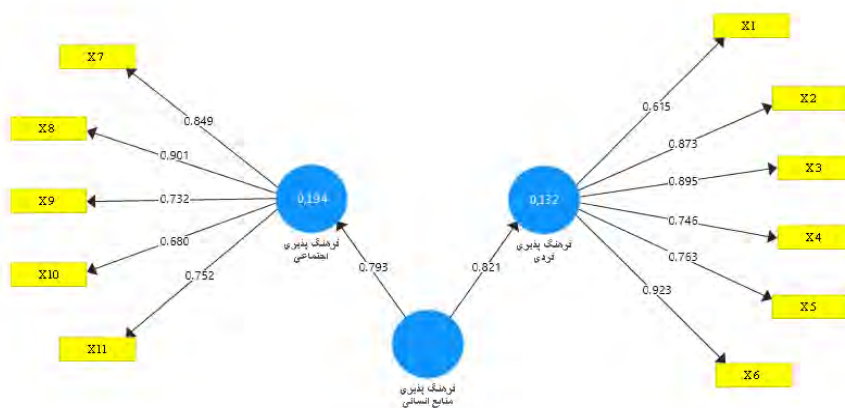 X1
X7
X2
0.615
X8
0.849
0.873
0.901
0.895
X3
X9
0.732
0,194
0,132
0.746
X4
0.680
فرهنگ پذیری
اجتماعی
فرهنگ پذیری
فردی
X10
0.752
0.793
0.821
0.763
0.923
X5
X11
X6
فرهنگ پذیری
منابع انسانی